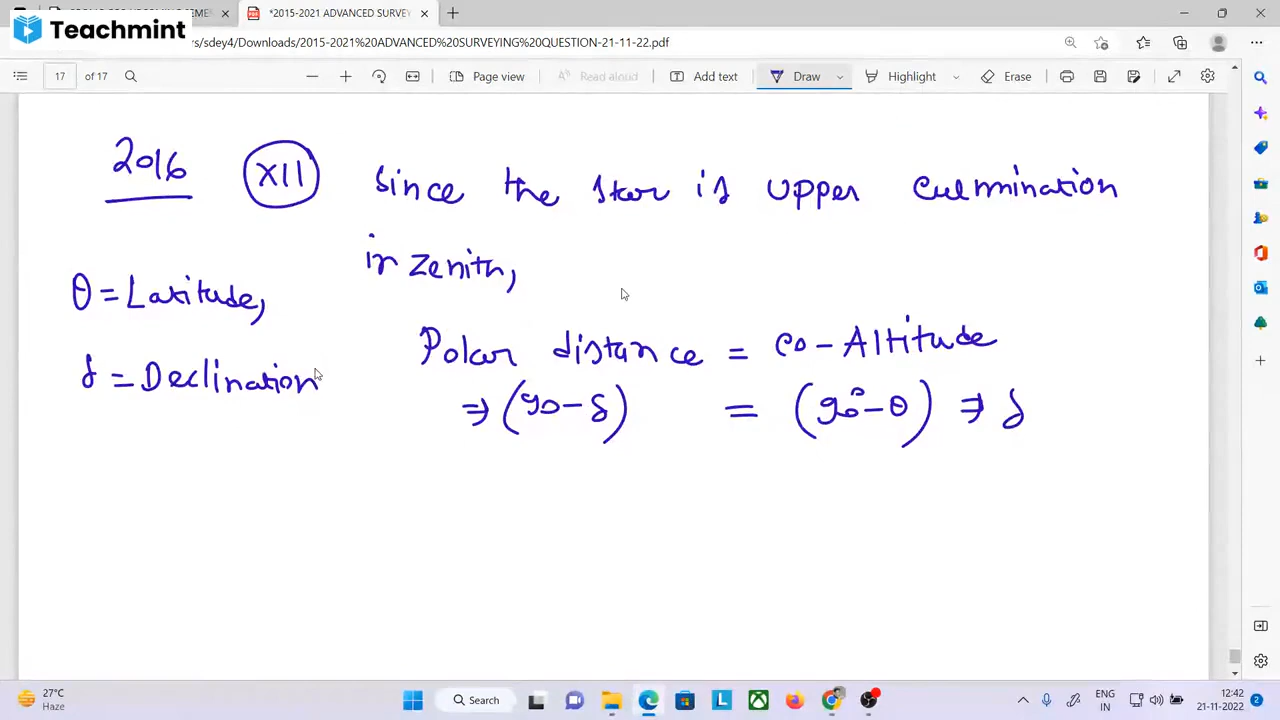 *2015-2021 ADVANCED SURVEY
Teachmint
rs/sdey4/Downloads/2015-2021%20ADVANCED%20SURVEYING%20QUESTION-21-11-22.pdf
17 of 17 Page view Read aloud Add text Draw Highlight Erase
2016 XII Since the star is upper culmination
in zenith,
θ = Latitude,
Polar distance = co-Altitude
δ = Declination
⇒ (90-δ) = (90°-θ) ⇒ δ
27°C
Haze
Search
ENG
IN
12:42
21-11-2022
2